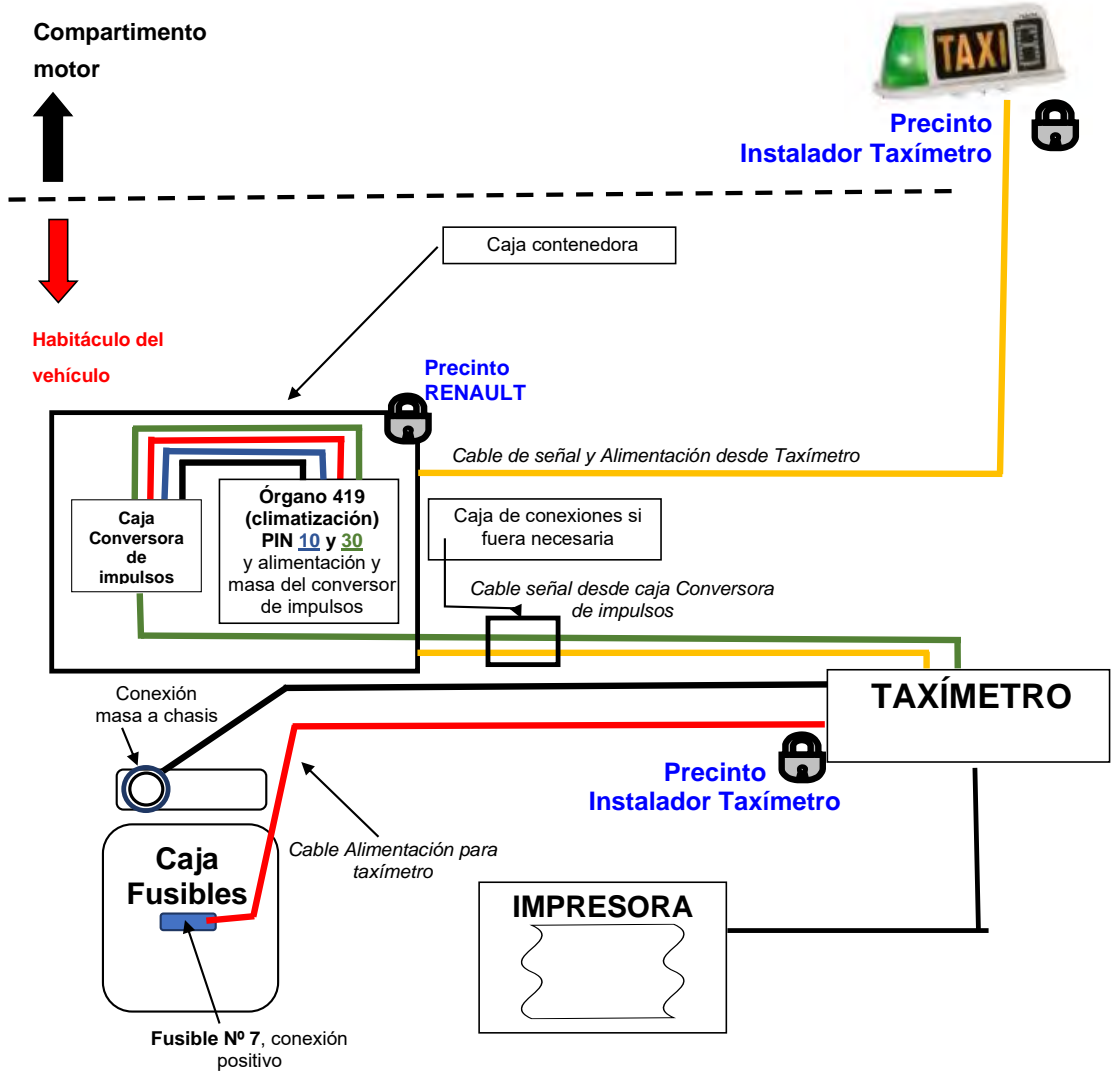 Compartimento
motor
TAXI
Precinto
Instalador Taxímetro
Caja contenedora
Habitáculo del
vehículo
Precinto
RENAULT
Cable de señal y Alimentación desde Taxímetro
Caja
Conversora
de
impulsos
Órgano 419
(climatización)
PIN 10 y 30
y alimentación y
masa del conversor
de impulsos
Caja de conexiones si
fuera necesaria
Cable señal desde caja Conversora
de impulsos
Conexión
masa a chasis
TAXÍMETRO
Precinto
Instalador Taxímetro
Caja
Fusibles
Cable Alimentación para
taxímetro
IMPRESORA
Fusible Nº 7, conexión
positivo